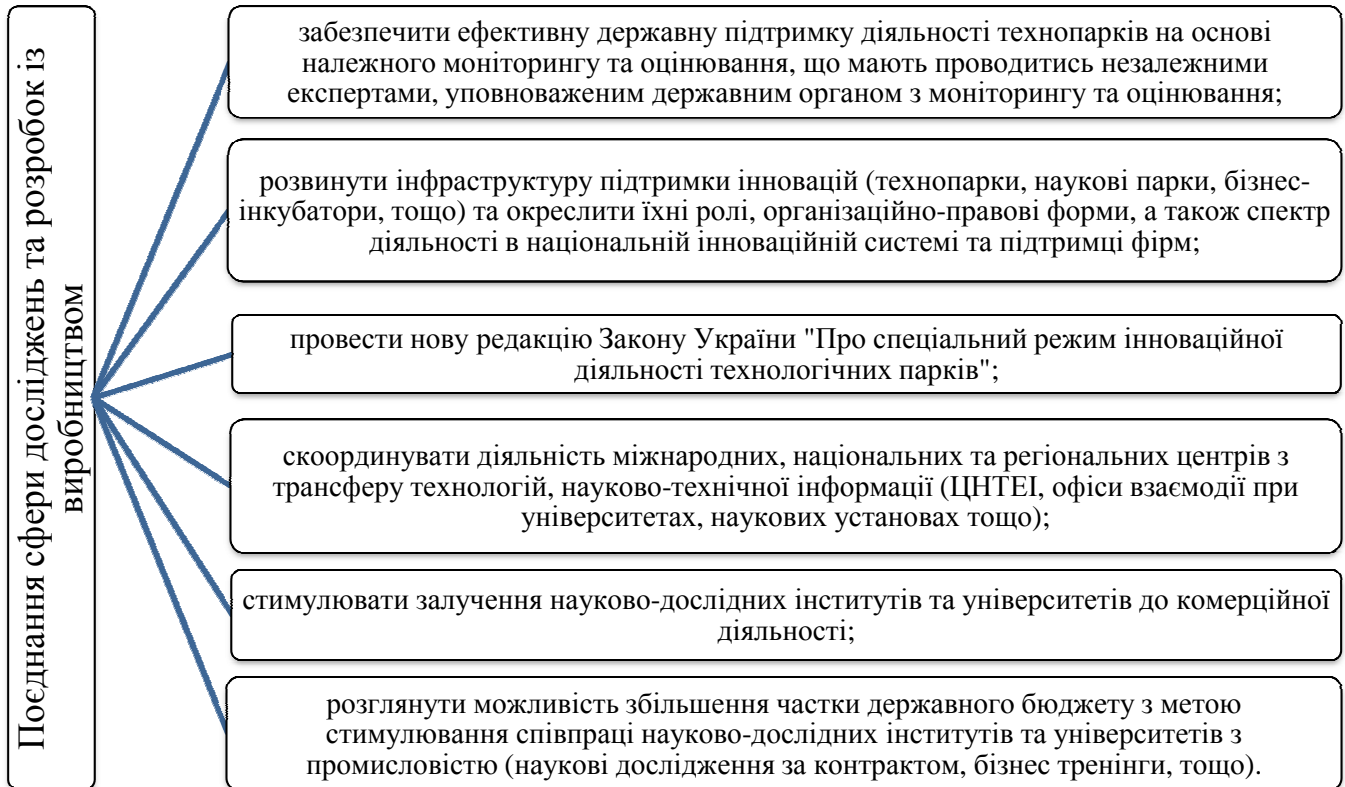 Поєднання сфери досліджень та розробок із
виробництвом
забезпечити ефективну державну підтримку діяльності технопарків на основі
належного моніторингу та оцінювання, що мають проводитись незалежними
експертами, уповноваженим державним органом з моніторингу та оцінювання;
розвинути інфраструктуру підтримки інновацій (технопарки, наукові парки, бізнес-
інкубатори, тощо) та окреслити їхні ролі, організаційно-правові форми, а також спектр
діяльності в національній інноваційній системі та підтримці фірм;
провести нову редакцію Закону України "Про спеціальний режим інноваційної
діяльності технологічних парків";
скоординувати діяльність міжнародних, національних та регіональних центрів з
трансферу технологій, науково-технічної інформації (ЦНТЕІ, офіси взаємодії при
університетах, наукових установах тощо);
стимулювати залучення науково-дослідних інститутів та університетів до комерційної
діяльності;
розглянути можливість збільшення частки державного бюджету з метою
стимулювання співпраці науково-дослідних інститутів та університетів з
промисловістю (наукові дослідження за контрактом, бізнес тренінги, тощо).